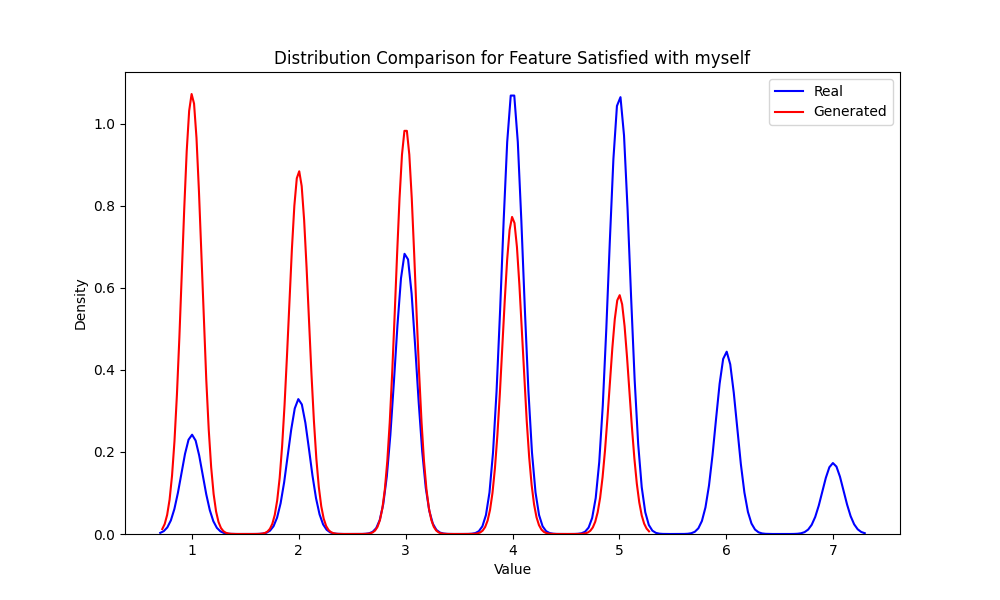 Distribution Comparison for Feature Satisfied with myself
Real
Generated
Density
1.0
0.8
0.6
0.4
0.2
0.0
1 2 3 4 5 6 7
Value